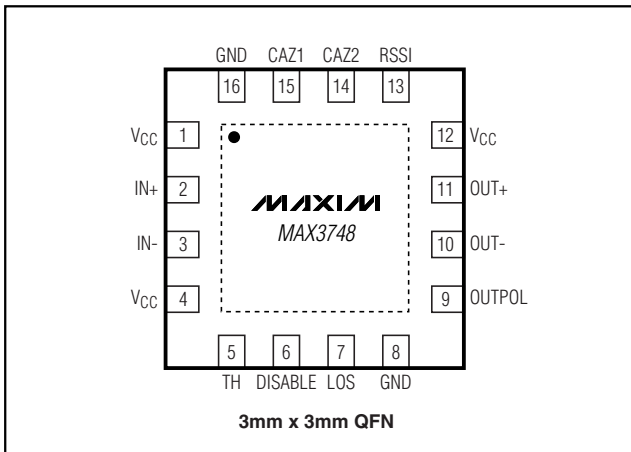 GND CAZ1 CAZ2 RSSI
16 15 14 13
VCC 1 12 VCC
IN+ 2 11 OUT+
MAXIM
MAX3748
IN- 3 10 OUT-
VCC 4 9 OUTPOL
5 6 7 8
TH DISABLE LOS GND
3mm x 3mm QFN